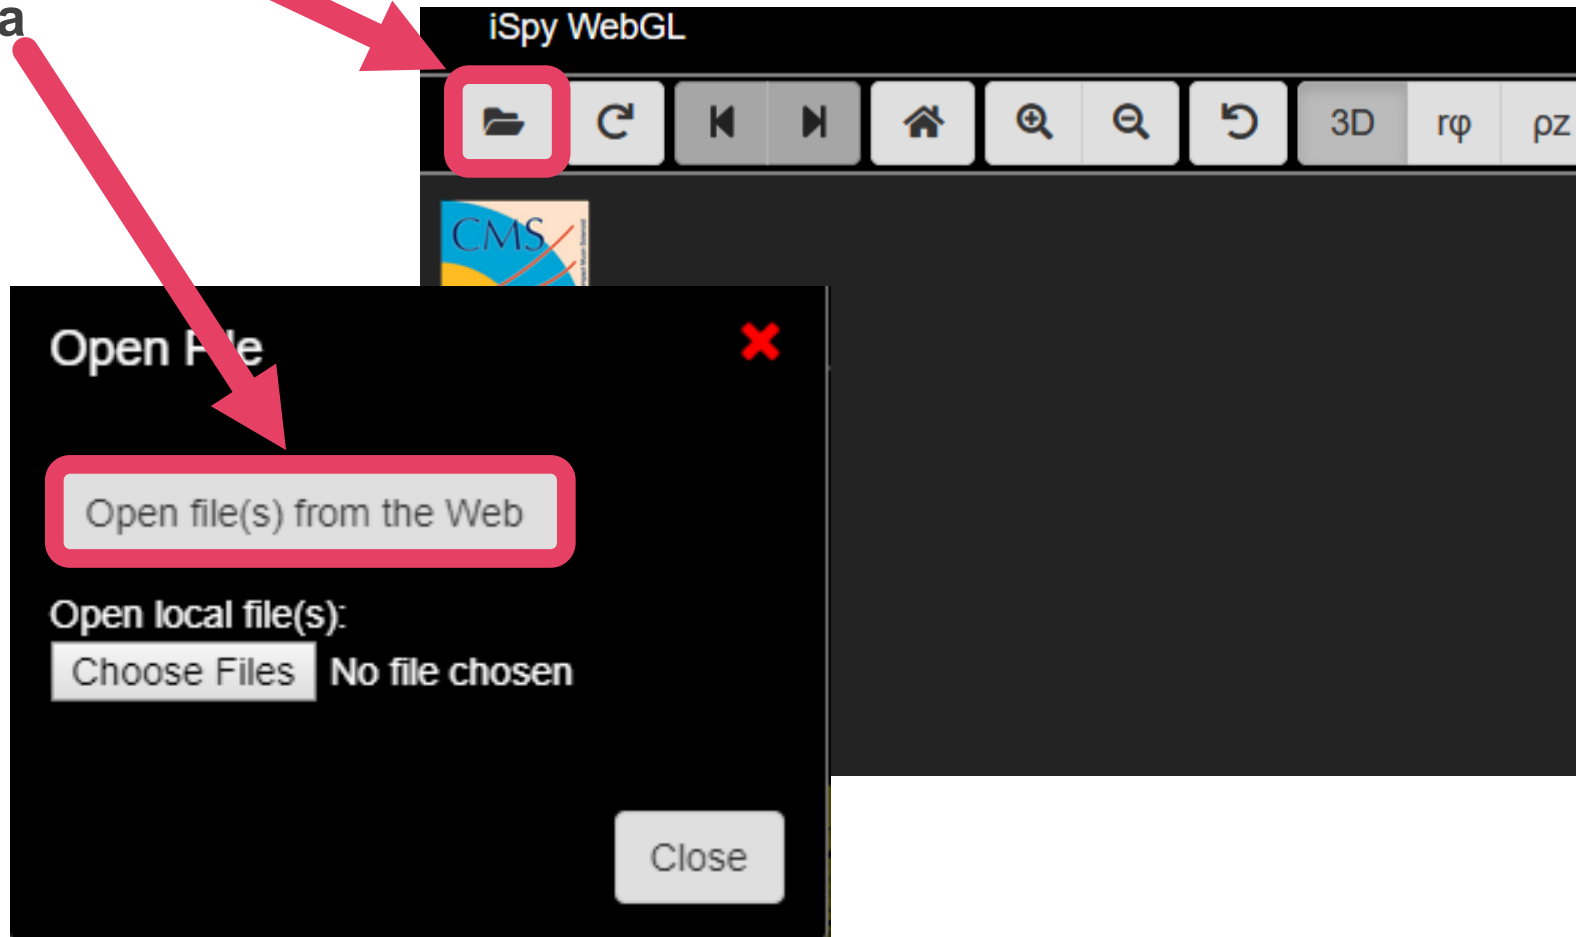 a
iSpy WebGL
3D rφ ρz
CMS
Open File
Open file(s) from the Web
Open local file(s):
Choose Files No file chosen
Close